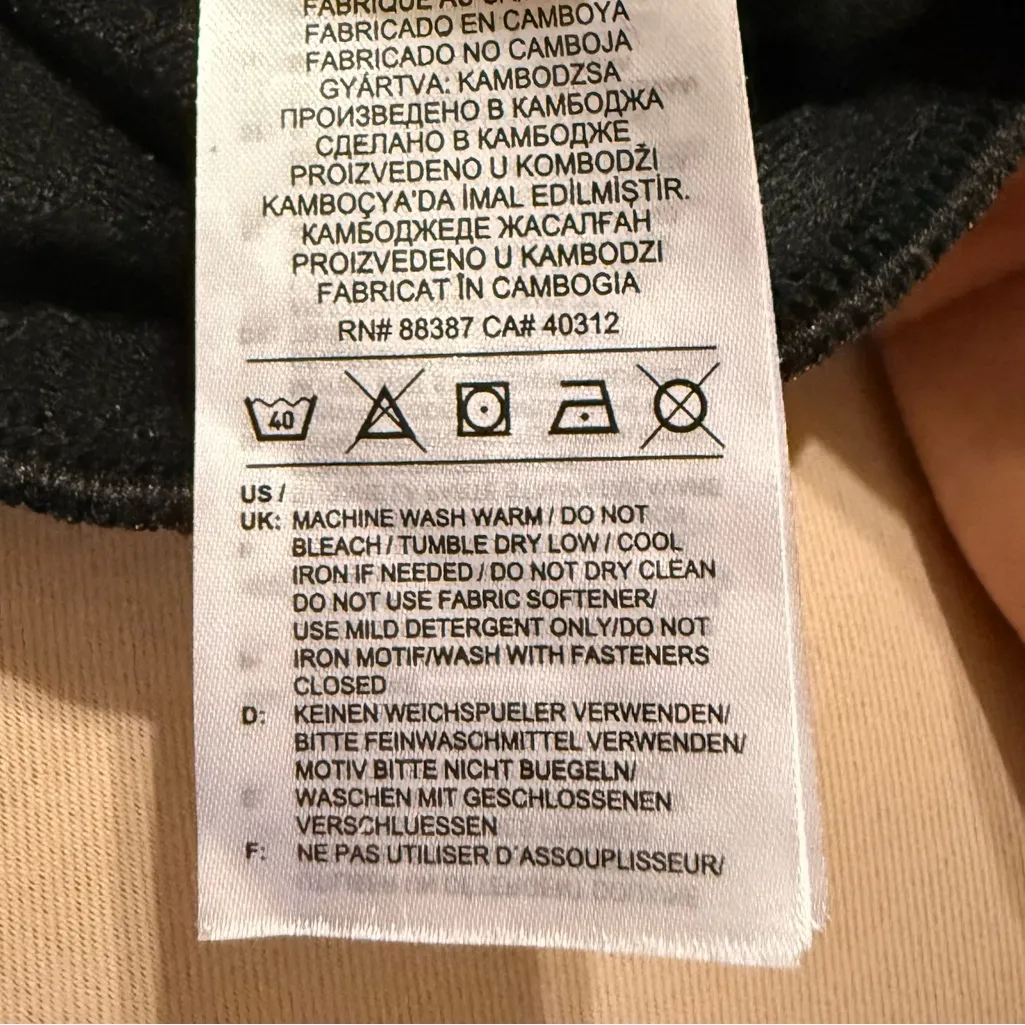 FABRIQUÉ AU
FABRICADO EN CAMBOYA
FABRICADO NO CAMBOJA
GYÁRTVA: KAMBODZSA
ПРОИЗВЕДЕНО В КАМБОДЖА
СДЕЛАНО В КАМБОДЖЕ
PROIZVEDENO U KOMBODŽI
KAMBOÇYA'DA İMAL EDİLMİŞTİR.
КАМБОДЖЕДЕ ЖАСАЛҒАН
PROIZVEDENO U KAMBODZI
FABRICAT ÎN CAMBOGIA
RN# 88387 CA# 40312
40
US /
UK: MACHINE WASH WARM / DO NOT
BLEACH / TUMBLE DRY LOW / COOL
IRON IF NEEDED / DO NOT DRY CLEAN
DO NOT USE FABRIC SOFTENER/
USE MILD DETERGENT ONLY/DO NOT
IRON MOTIF/WASH WITH FASTENERS
CLOSED
D: KEINEN WEICHSPUELER VERWENDEN/
BITTE FEINWASCHMITTEL VERWENDEN/
MOTIV BITTE NICHT BUEGELN/
WASCHEN MIT GESCHLOSSENEN
VERSCHLUESSEN
F: NE PAS UTILISER D'ASSOUPLISSEUR/